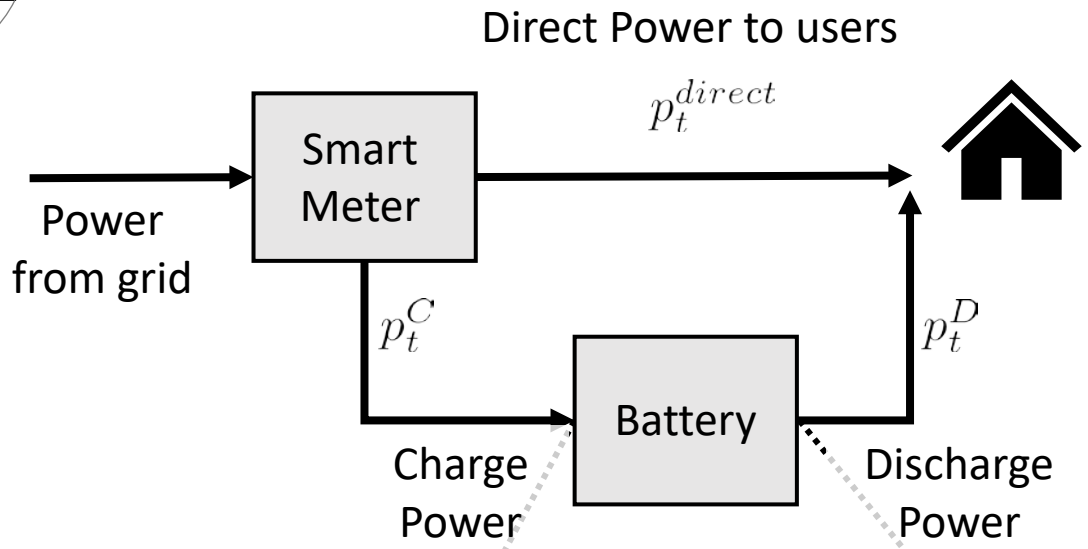 Direct Power to users
p_t^{direct}
Smart
Meter
Power
from grid
p_t^C
p_t^D
Battery
Charge
Power
Discharge
Power